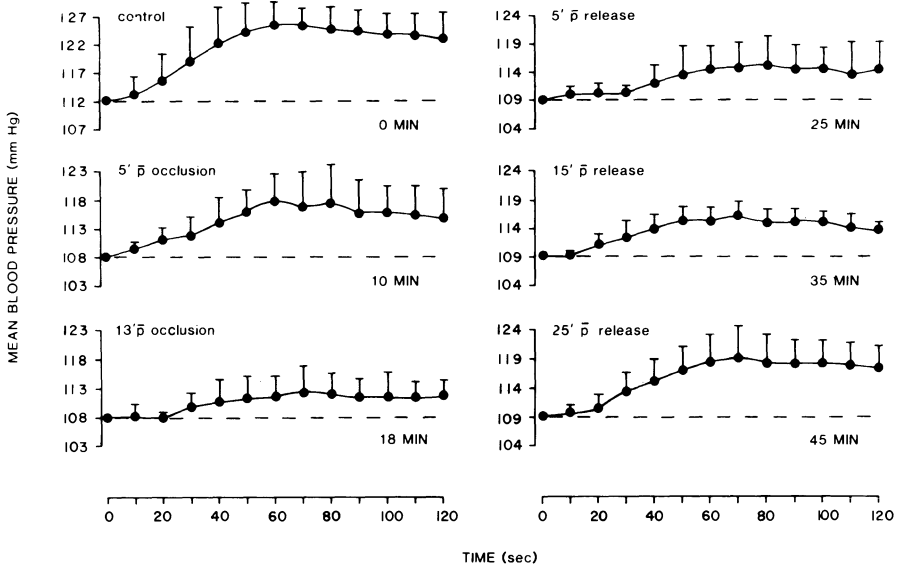 MEAN BLOOD PRESSURE (mm Hg)
control
127
122
117
112
107
0 MIN
5′ p̄ occlusion
123
118
113
108
103
10 MIN
13′ p̄ occlusion
123
118
113
108
103
18 MIN
0 20 40 60 80 100 120
5′ p̄ release
124
119
114
109
104
25 MIN
15′ p̄ release
124
119
114
109
104
35 MIN
25′ p̄ release
124
119
114
109
104
45 MIN
0 20 40 60 80 100 120
TIME (sec)